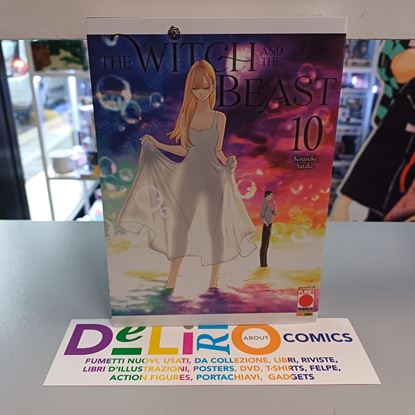 THE WITCH AND THE
BEAST
10
Kousuke
Satake
PLANET
manga
DeLiRiO ABOUT COMICS
FUMETTI NUOVI, USATI, DA COLLEZIONE, LIBRI, RIVISTE,
LIBRI D'ILLUSTRAZIONI, POSTERS, DVD, T-SHIRTS, FELPE,
ACTION FIGURES, PORTACHIAVI, GADGETS